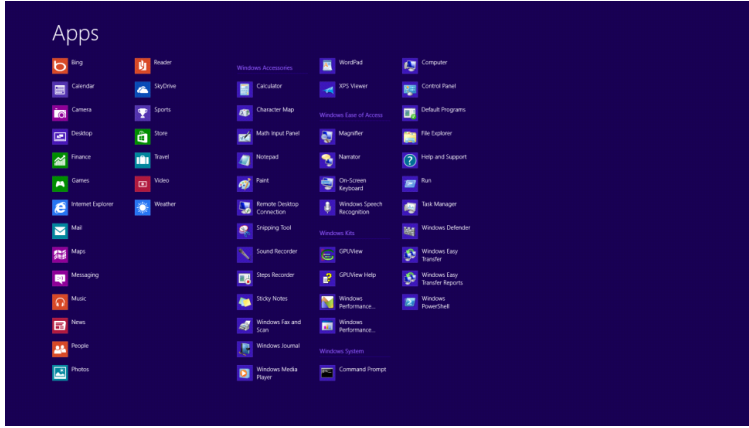 Apps
Bing
Calendar
Camera
Desktop
Finance
Games
Internet Explorer
Mail
Maps
Messaging
Music
News
People
Photos
Reader
SkyDrive
Sports
Store
Travel
Video
Weather
Windows Accessories
Calculator
Character Map
Math Input Panel
Notepad
Paint
Remote Desktop
Connection
Snipping Tool
Sound Recorder
Steps Recorder
Sticky Notes
Windows Fax and
Scan
Windows Journal
Windows Media
Player
WordPad
XPS Viewer
Windows Ease of Access
Magnifier
Narrator
On-Screen
Keyboard
Windows Speech
Recognition
Windows Kits
GPUView
GPUView Help
Windows
Performance...
Windows
Performance...
Windows System
Command Prompt
Computer
Control Panel
Default Programs
File Explorer
Help and Support
Run
Task Manager
Windows Defender
Windows Easy
Transfer
Windows Easy
Transfer Reports
Windows
PowerShell